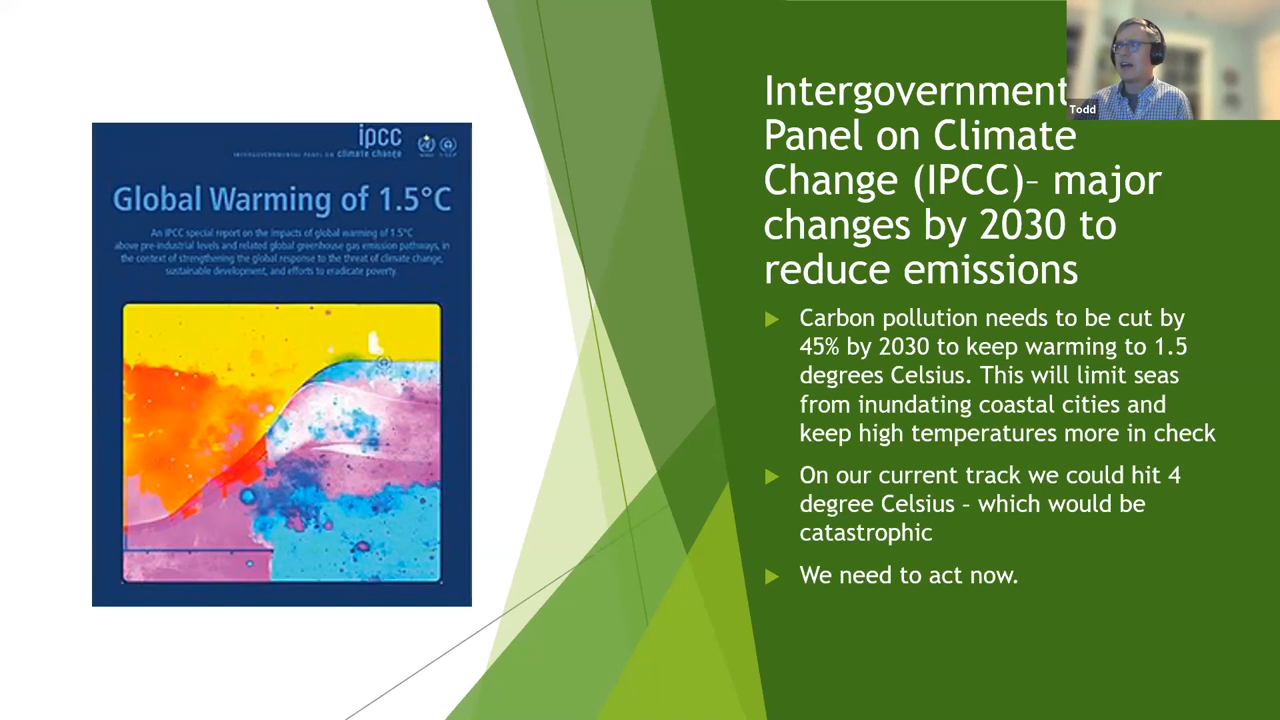 ipcc
INTERGOVERNMENTAL PANEL ON climate change
Global Warming of 1.5°C
An IPCC special report on the impacts of global warming of 1.5°C
above pre-industrial levels and related global greenhouse gas emission pathways, in
the context of strengthening the global response to the threat of climate change,
sustainable development, and efforts to eradicate poverty.
Intergovernment
Panel on Climate
Change (IPCC)– major
changes by 2030 to
reduce emissions
Carbon pollution needs to be cut by
45% by 2030 to keep warming to 1.5
degrees Celsius. This will limit seas
from inundating coastal cities and
keep high temperatures more in check
On our current track we could hit 4
degree Celsius – which would be
catastrophic
We need to act now.
Todd